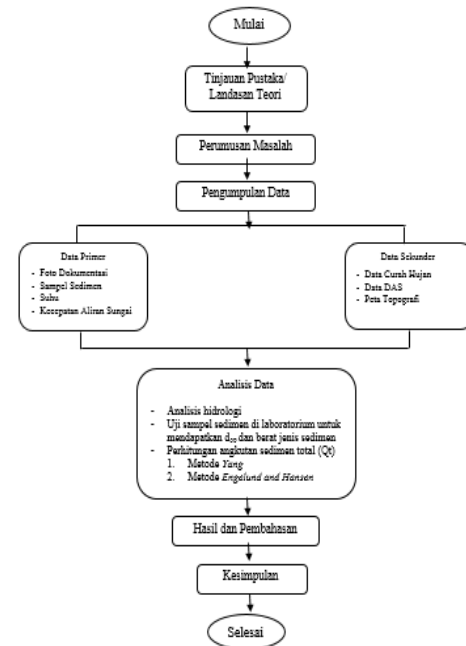 Mulai
Tinjauan Pustaka/
Landasan Teori
Perumusan Masalah
Pengumpulan Data
Data Primer
- Foto Dokumentasi
- Sampel Sedimen
- Suhu
- Kecepatan Aliran Sungai
Data Sekunder
- Data Curah Hujan
- Data DAS
- Peta Topografi
Analisis Data
- Analisis hidrologi
- Uji sampel sedimen di laboratorium untuk
mendapatkan d₅₀ dan berat jenis sedimen
- Perhitungan angkutan sedimen total (Qt)
1. Metode Yang
2. Metode Engelund and Hansen
Hasil dan Pembahasan
Kesimpulan
Selesai